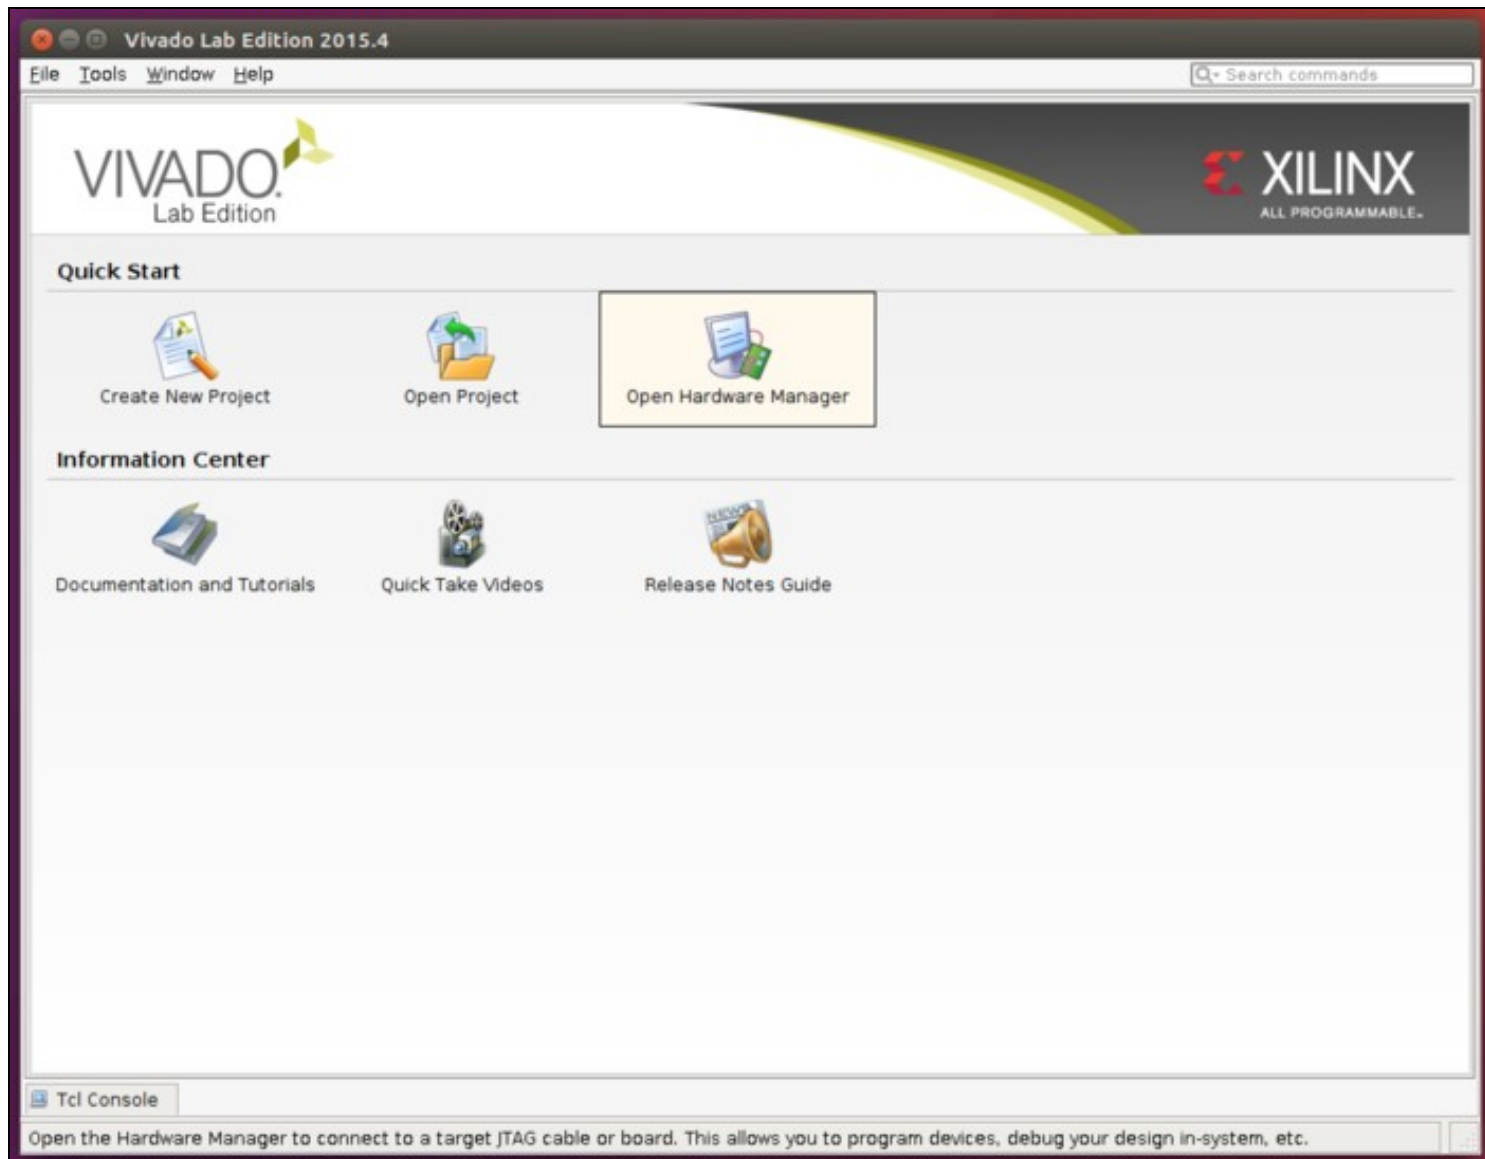 Vivado Lab Edition 2015.4
File Tools Window Help
Search commands
VIVADO.
Lab Edition
XILINX
ALL PROGRAMMABLE.
Quick Start
Create New Project
Open Project
Open Hardware Manager
Information Center
NEWS
Documentation and Tutorials
Quick Take Videos
Release Notes Guide
Tcl Console
Open the Hardware Manager to connect to a target JTAG cable or board. This allows you to program devices, debug your design in-system, etc.